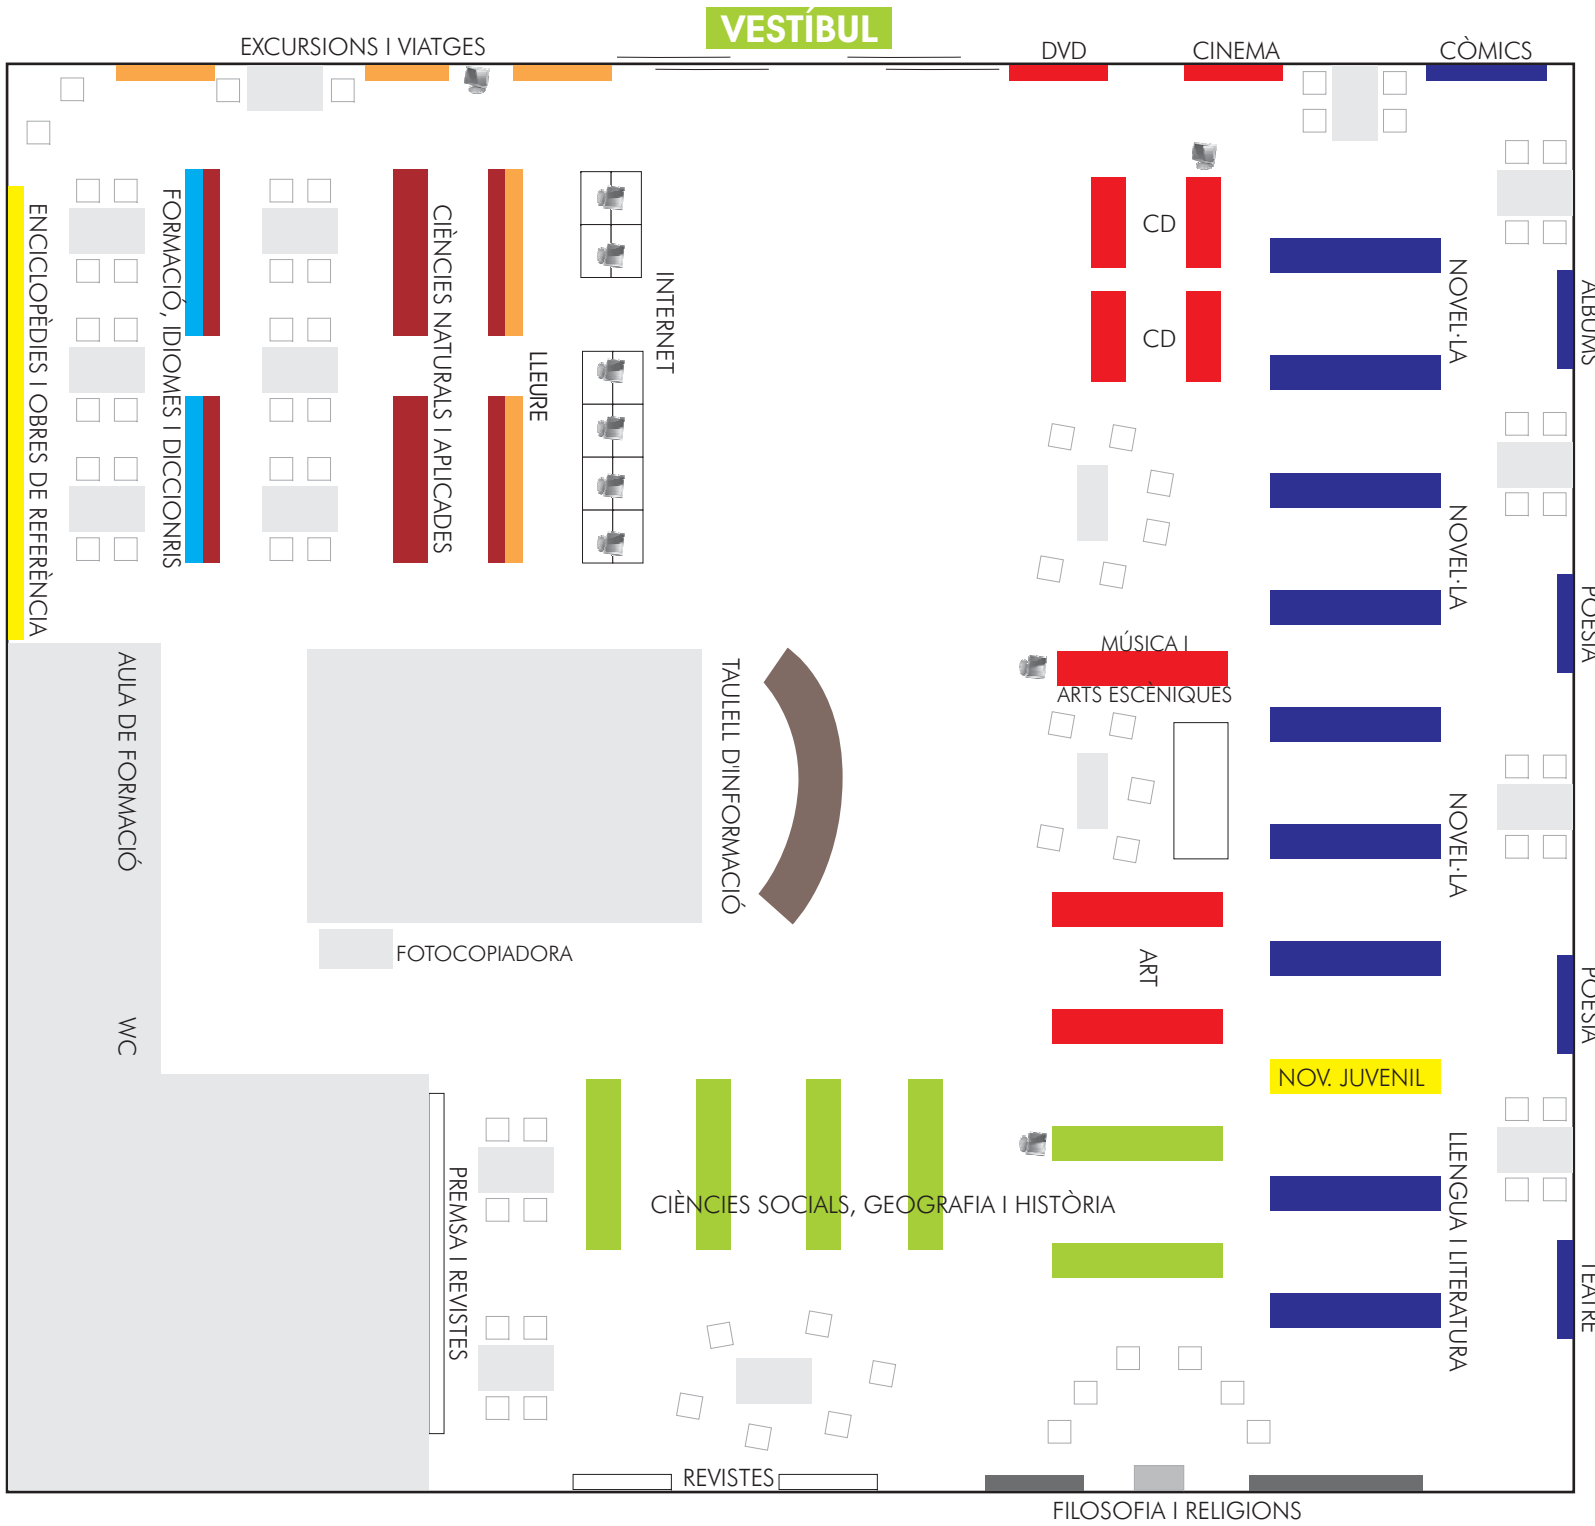 VESTÍBUL
EXCURSIONS I VIATGES
DVD
CINEMA
CÒMICS
ENCICLOPÈDIES I OBRES DE REFERÈNCIA
FORMACIÓ, IDIOMES I DICCIONRIS
CIÈNCIES NATURALS I APLICADES
LLEURE
INTERNET
CD
CD
NOVEL·LA
ÀLBUMS
NOVEL·LA
POESIA
MÚSICA I
ARTS ESCÈNIQUES
AULA DE FORMACIÓ
TAULELL D'INFORMACIÓ
NOVEL·LA
FOTOCOPIADORA
ART
POESIA
WC
NOV. JUVENIL
PREMSA I REVISTES
CIÈNCIES SOCIALS, GEOGRAFIA I HISTÒRIA
LLENGUA I LITERATURA
TEATRE
REVISTES
FILOSOFIA I RELIGIONS